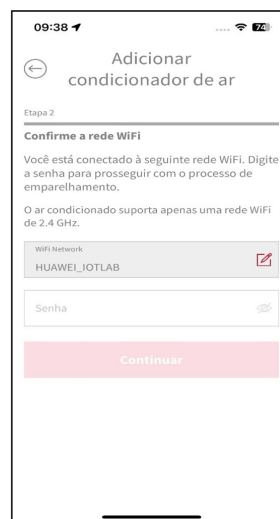 09:38
74
Adicionar
condicionador de ar
Etapa 2
Confirme a rede WiFi
Você está conectado à seguinte rede WiFi. Digite
a senha para prosseguir com o processo de
emparelhamento.
O ar condicionado suporta apenas uma rede WiFi
de 2.4 GHz.
WiFi Network
HUAWEI_IOTLAB
Senha
Continuar